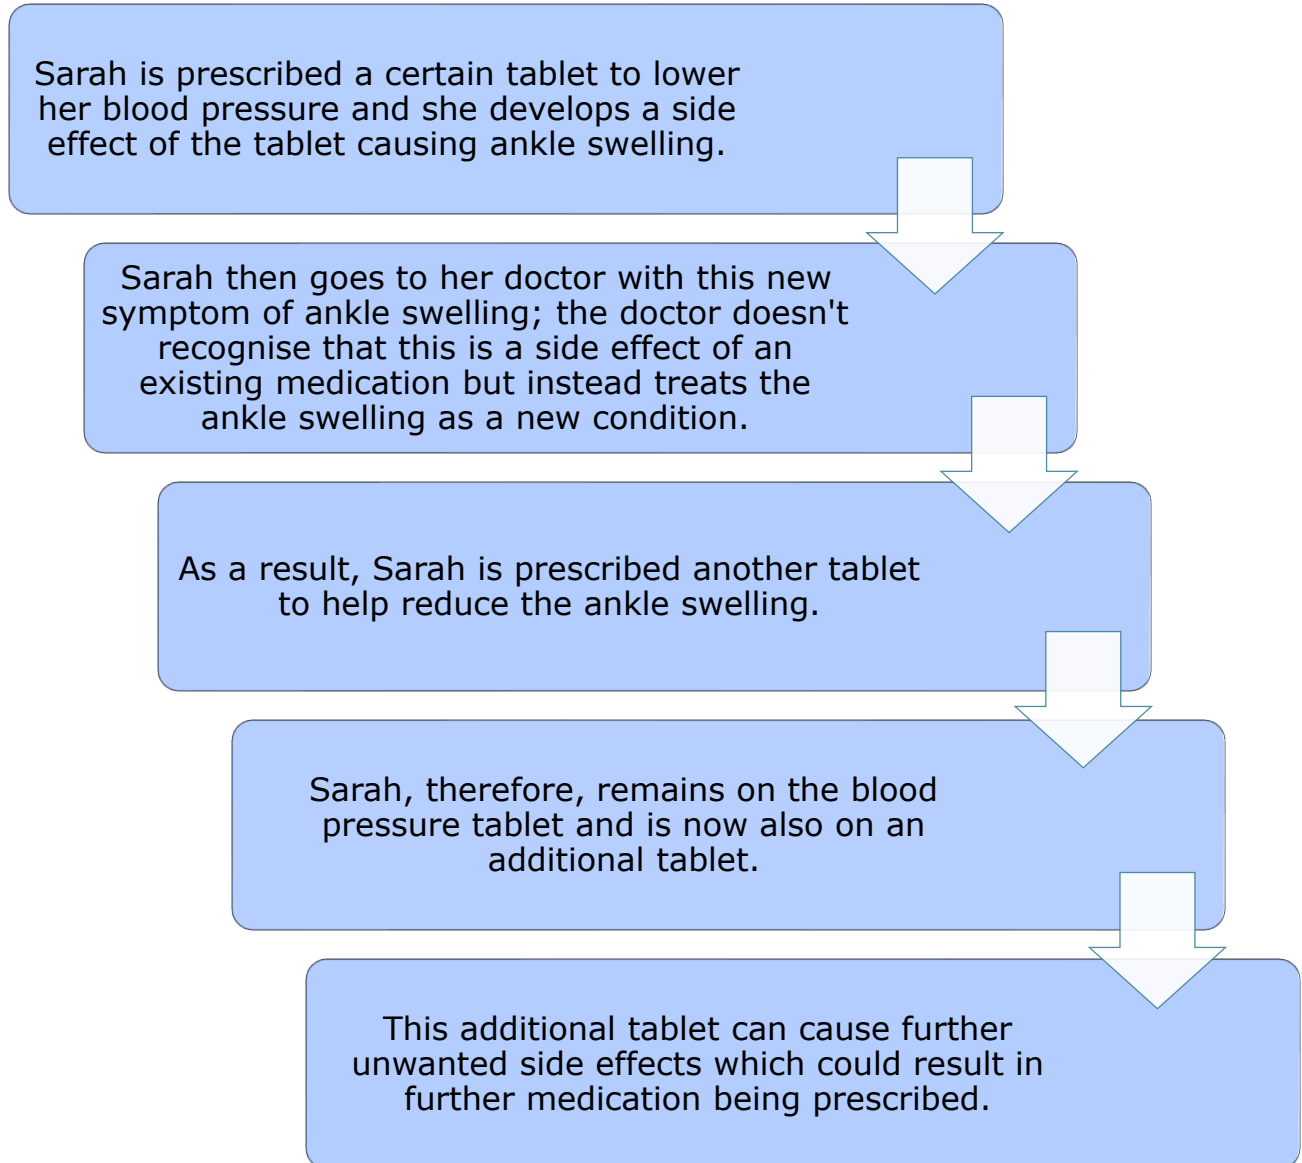 Sarah is prescribed a certain tablet to lower
her blood pressure and she develops a side
effect of the tablet causing ankle swelling.
Sarah then goes to her doctor with this new
symptom of ankle swelling; the doctor doesn't
recognise that this is a side effect of an
existing medication but instead treats the
ankle swelling as a new condition.
As a result, Sarah is prescribed another tablet
to help reduce the ankle swelling.
Sarah, therefore, remains on the blood
pressure tablet and is now also on an
additional tablet.
This additional tablet can cause further
unwanted side effects which could result in
further medication being prescribed.